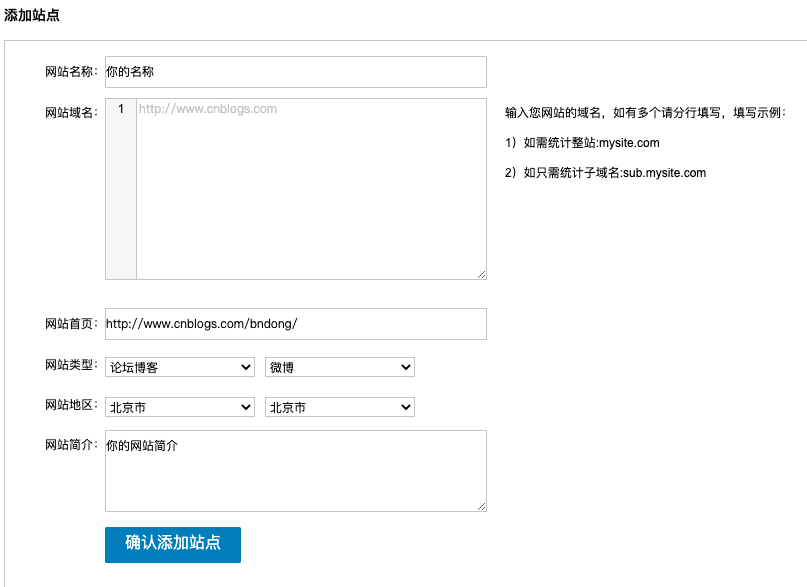 添加站点
网站名称：你的名称
网站域名：1 http://www.cnblogs.com
输入您网站的域名，如有多个请分行填写，填写示例：
1）如需统计整站:mysite.com
2）如只需统计子域名:sub.mysite.com
网站首页：http://www.cnblogs.com/bndong/
网站类型：论坛博客 微博
网站地区：北京市 北京市
网站简介：你的网站简介
确认添加站点